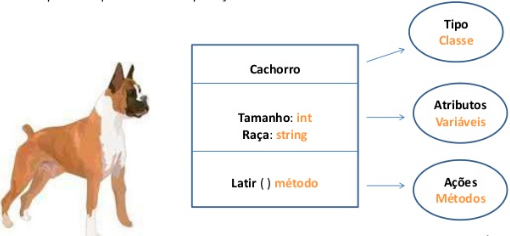 Cachorro
Tamanho: int
Raça: string
Latir ( ) método
Tipo
Classe
Atributos
Variáveis
Ações
Métodos